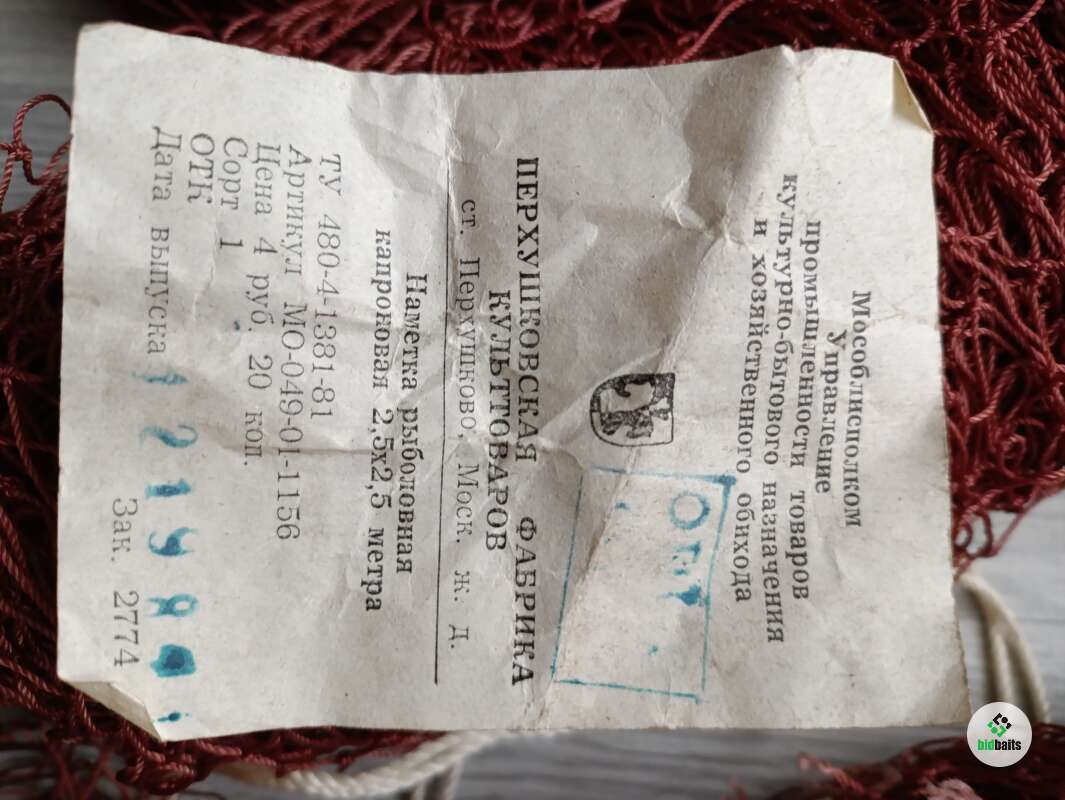 Мособлисполком
Управление
промышленности товаров
культурно-бытового назначения
и хозяйственного обихода
ПЕРХУШКОВСКАЯ ФАБРИКА
КУЛЬТТОВАРОВ
ст. Перхушково, Моск. ж. д.
Наметка рыболовная
капроновая 2,5х2,5 метра
ТУ 480-4-1381-81
Артикул МО-049-01-1156
Цена 4 руб. 20 коп.
Сорт 1
ОТК
Дата выпуска
Зак. 2774
bidbaits